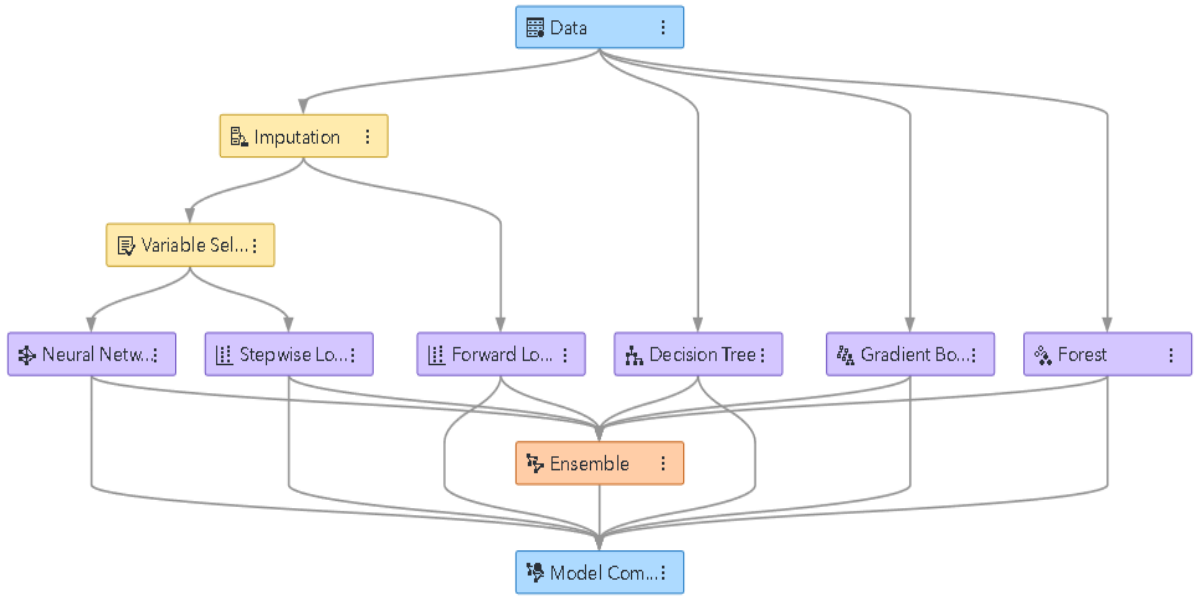 Data
Imputation
Variable Sel...
Neural Netw...
Stepwise Lo...
Forward Lo...
Decision Tree
Gradient Bo...
Forest
Ensemble
Model Com...